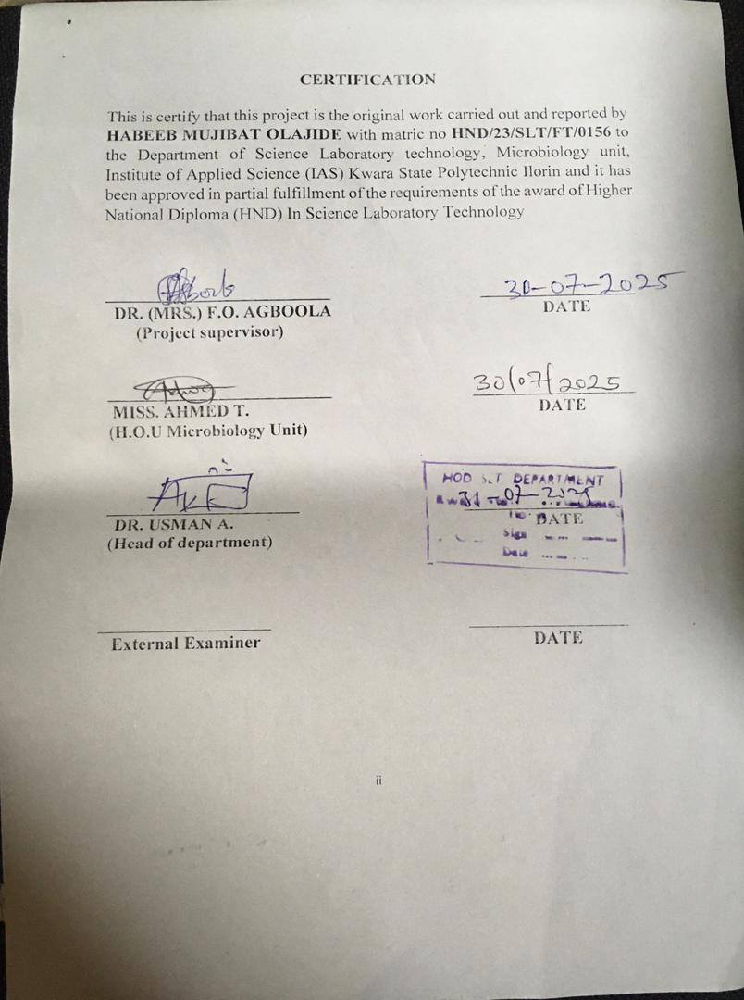 CERTIFICATION
This is certify that this project is the original work carried out and reported by
HABEEB MUJIBAT OLAJIDE with matric no HND/23/SLT/FT/0156 to
the Department of Science Laboratory technology, Microbiology unit,
Institute of Applied Science (IAS) Kwara State Polytechnic Ilorin and it has
been approved in partial fulfillment of the requirements of the award of Higher
National Diploma (HND) In Science Laboratory Technology
30-07-2025
DR. (MRS.) F.O. AGBOOLA
DATE
(Project supervisor)
30/07/2025
MISS. AHMED T.
DATE
(H.O.U Microbiology Unit)
HOD SLT DEPARTMENT
31-07-2025
DR. USMAN A.
DATE
(Head of department)
Sign
Date
External Examiner
DATE
ii